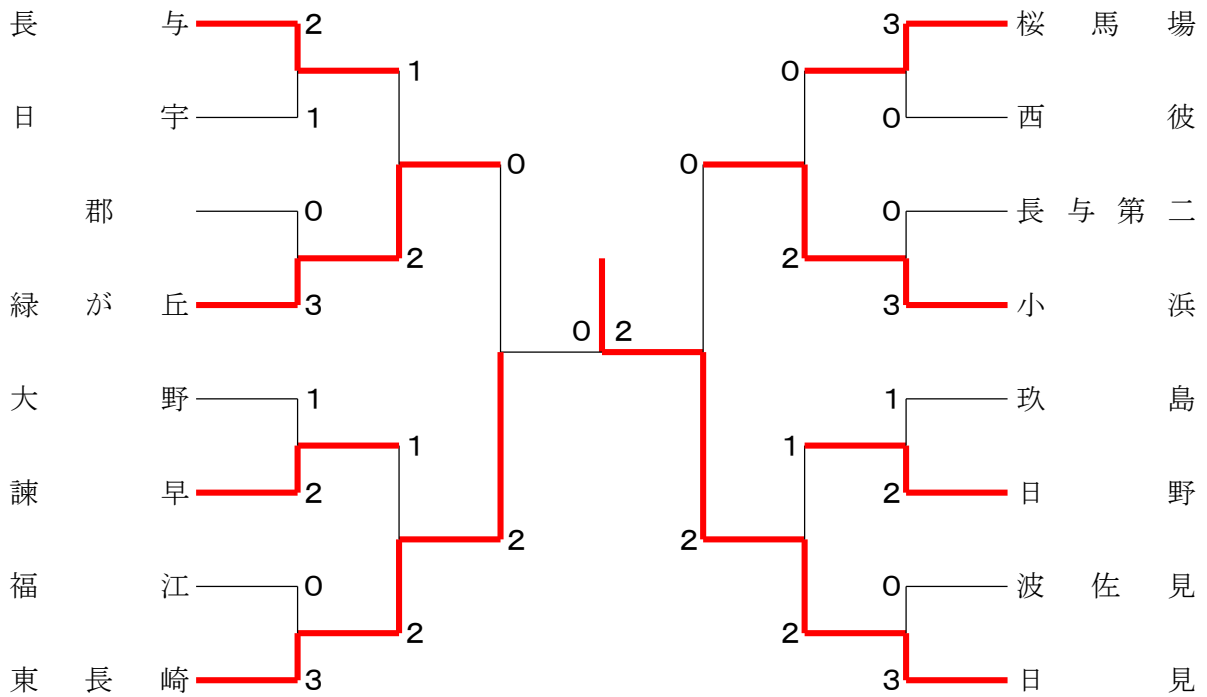 長与 2 3 桜馬場
1 0
日宇 1 0 西彼
0 0
郡 0 0 長与第二
2 2
緑が丘 3 3 小浜
0 2
大野 1 1 玖島
1 1
諫早 2 2 日野
2 2
福江 0 0 波佐見
2 2
東長崎 3 3 日見